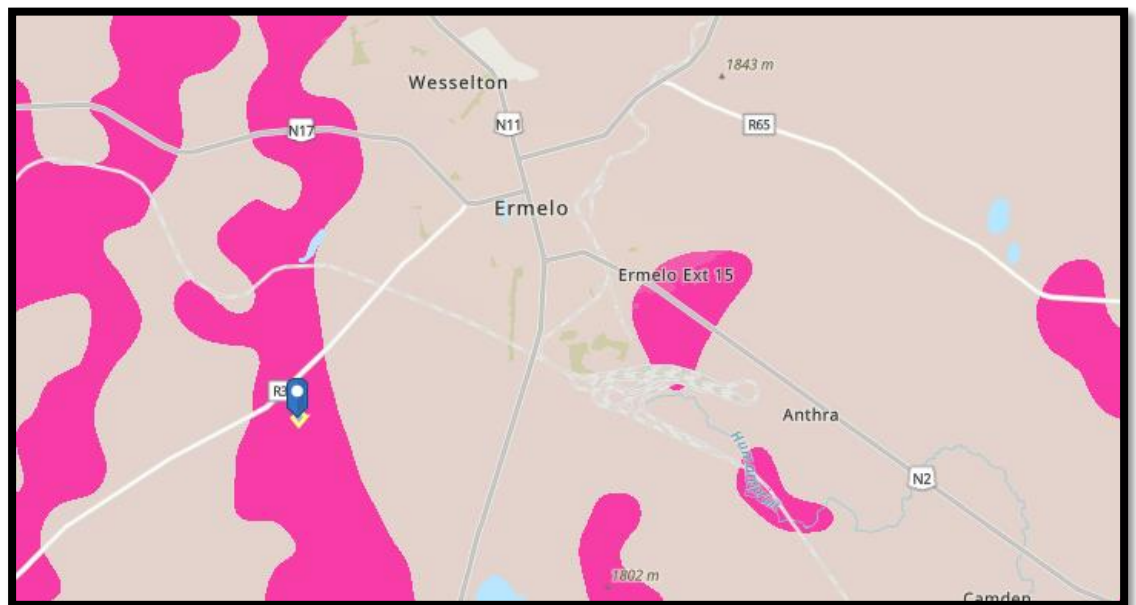 1843 m
Wesselton
N17
N11
R65
Ermelo
Ermelo Ext 15
R3
Anthra
N2
1802 m
Camden